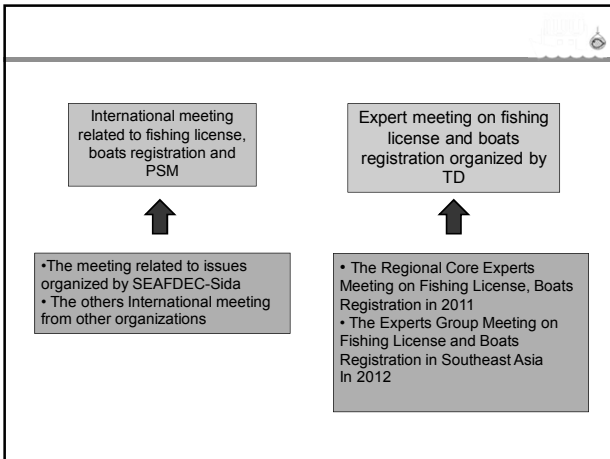 International meeting
related to fishing license,
boats registration and
PSM
Expert meeting on fishing
license and boats
registration organized by
TD
•The meeting related to issues
organized by SEAFDEC-Sida
• The others International meeting
from other organizations
• The Regional Core Experts
Meeting on Fishing License, Boats
Registration in 2011
• The Experts Group Meeting on
Fishing License and Boats
Registration in Southeast Asia
In 2012